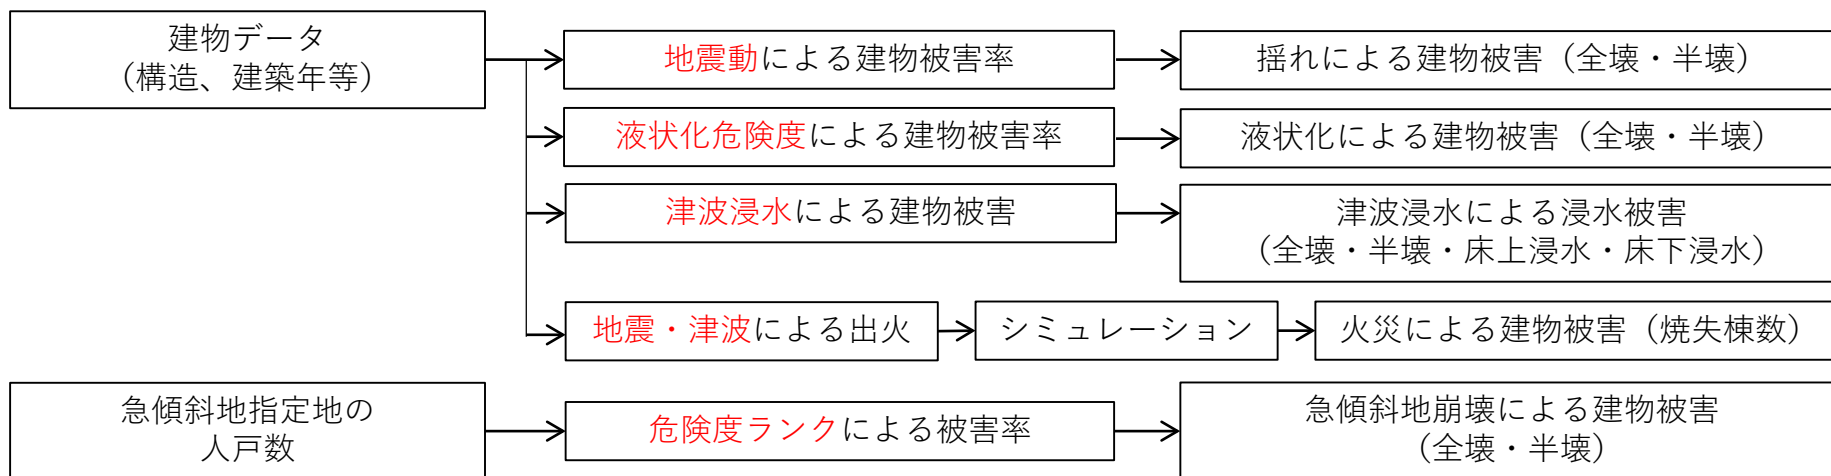 建物データ
（構造、建築年等）
地震動による建物被害率
揺れによる建物被害（全壊・半壊）
液状化危険度による建物被害率
液状化による建物被害（全壊・半壊）
津波浸水による建物被害
津波浸水による浸水被害
（全壊・半壊・床上浸水・床下浸水）
地震・津波による出火
シミュレーション
火災による建物被害（焼失棟数）
急傾斜地指定地の
人戸数
危険度ランクによる被害率
急傾斜地崩壊による建物被害
（全壊・半壊）